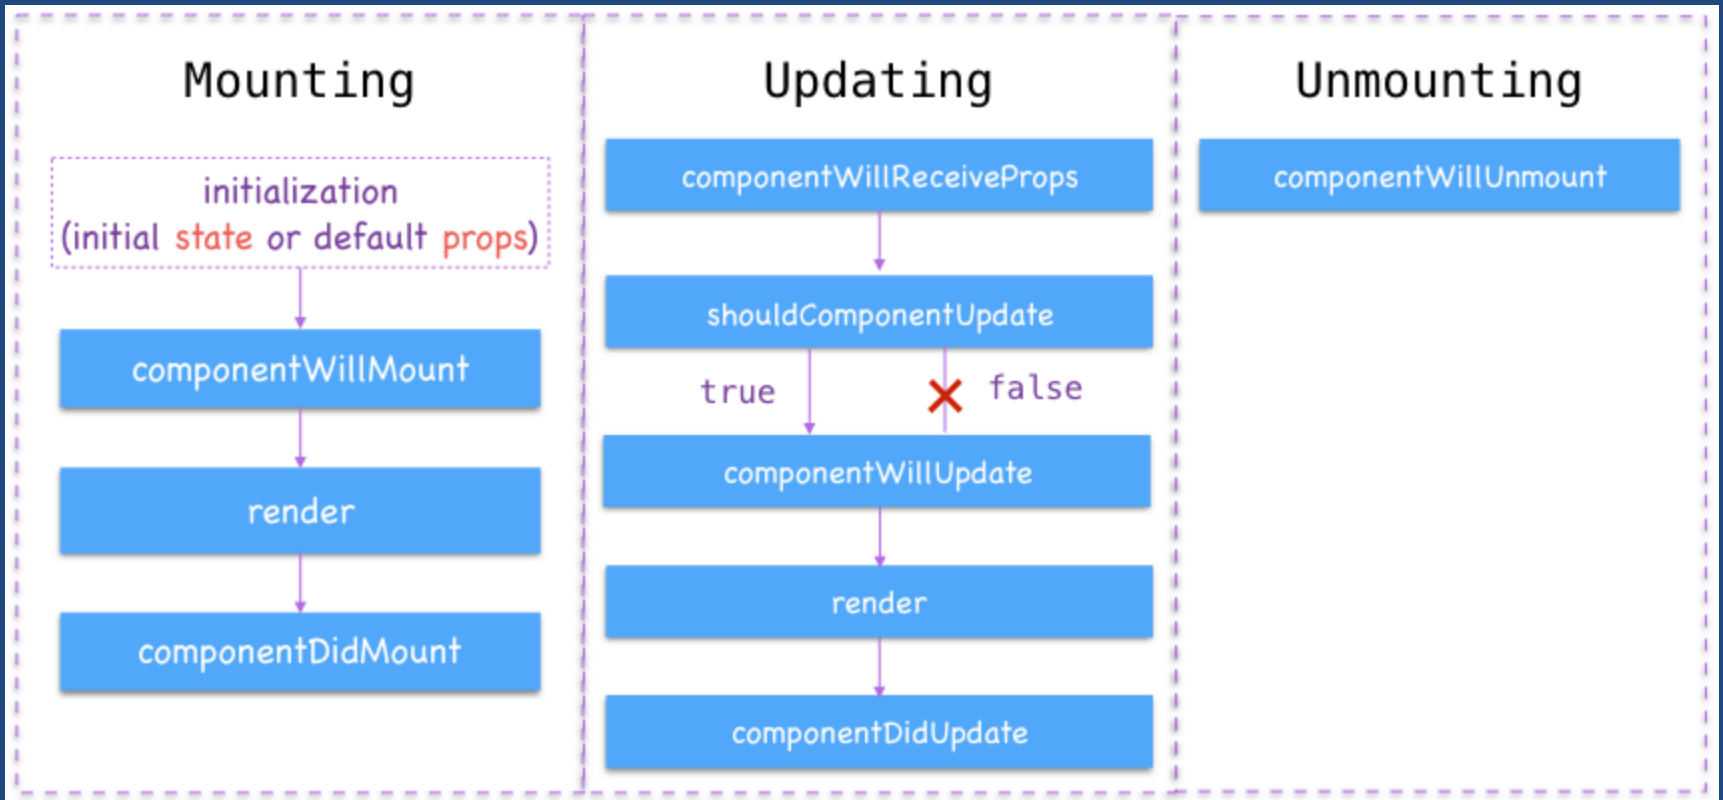 Mounting
initialization
(initial state or default props)
componentWillMount
render
componentDidMount
Updating
componentWillReceiveProps
shouldComponentUpdate
true
false
componentWillUpdate
render
componentDidUpdate
Unmounting
componentWillUnmount